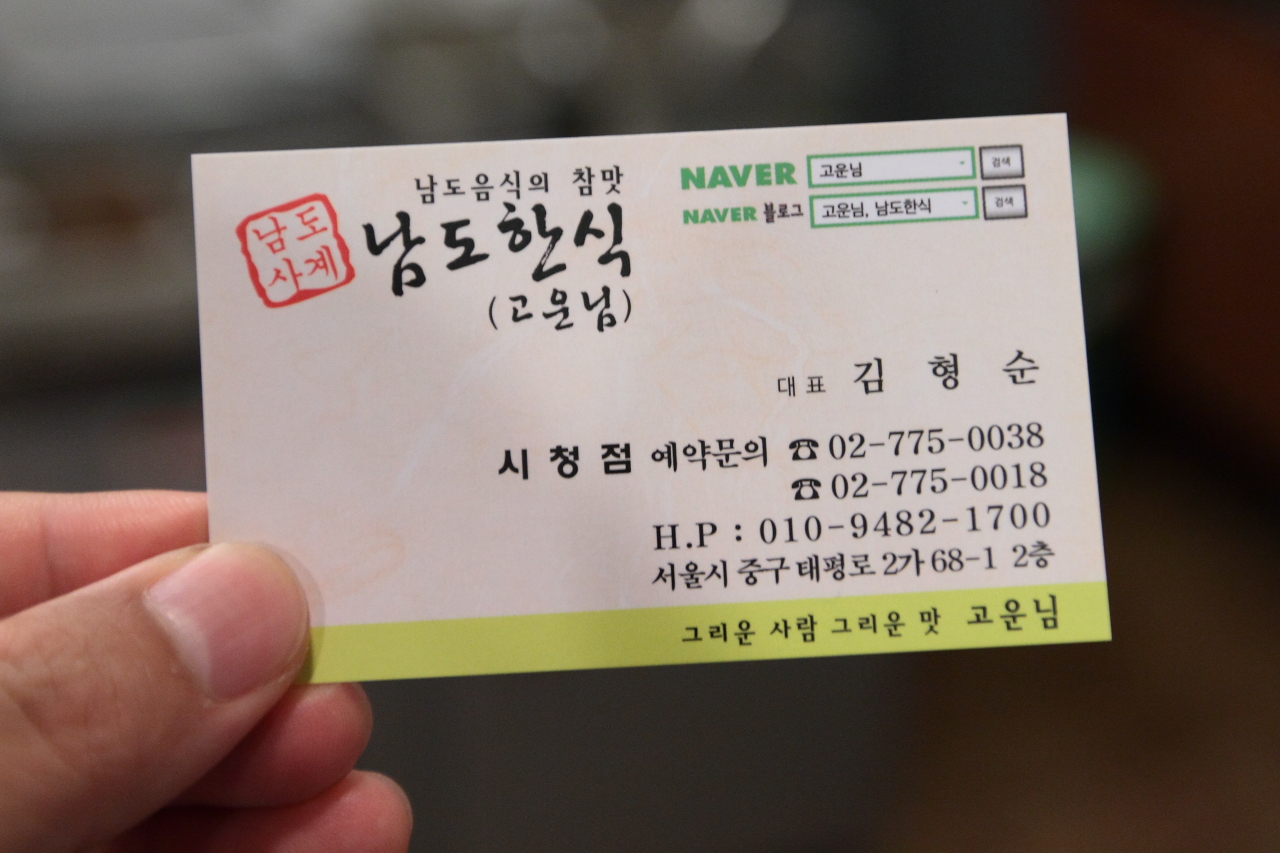 남도
사계
남도음식의 참맛
남도한식
(고운님)
NAVER 고운님 검색
NAVER 블로그 고운님, 남도한식 검색
대표 김 형 순
시청점 예약문의 ☎ 02-775-0038
☎ 02-775-0018
H.P : 010-9482-1700
서울시 중구 태평로 2가 68-1 2층
그리운 사람 그리운 맛 고운님